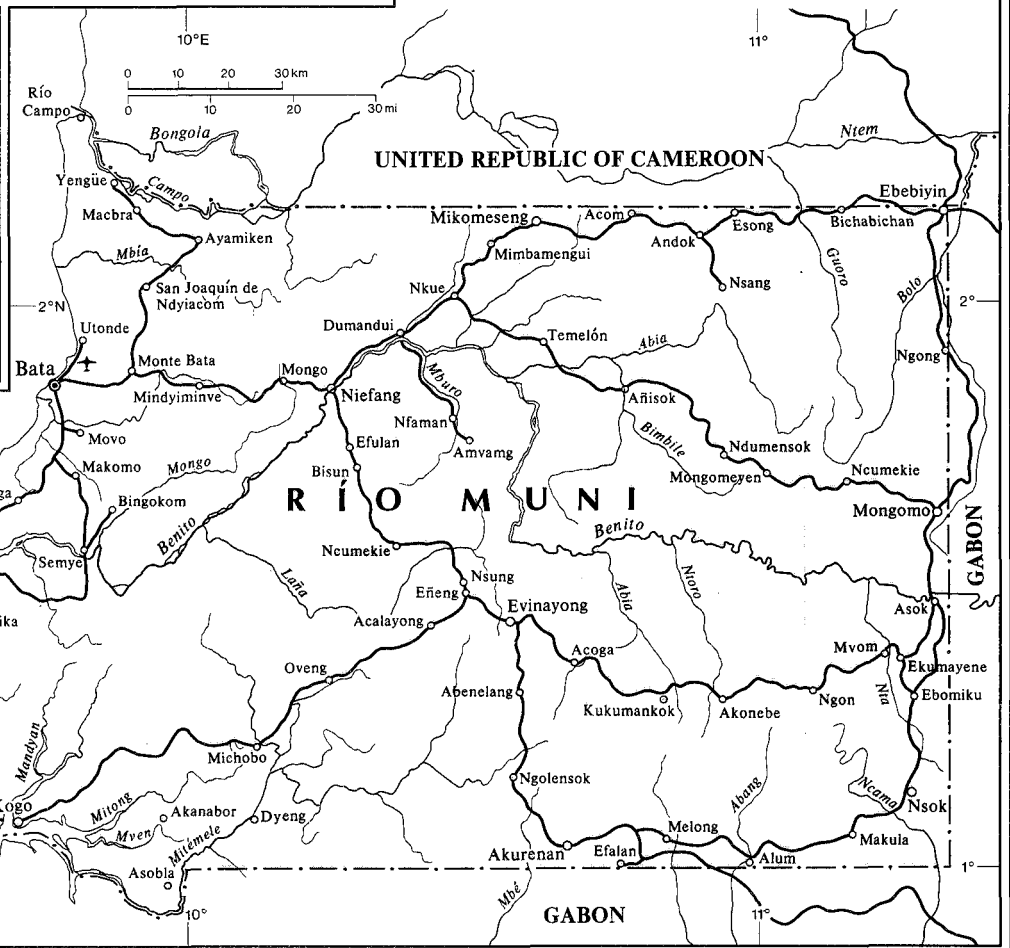 10°E
11°
0 10 20 30 km
0 10 20 30 mi
Río
Campo
Bongola
Ntem
UNITED REPUBLIC OF CAMEROON
Yengüe
Campo
Ebebiyin
Macbra
Mikomeseng
Acom
Esong
Bichabichan
Ayamiken
Andok
Mimbamengui
Mbía
Guoro
Nsang
Bolo
San Joaquín de
Ndyiacom
Nkue
2°N
2°
Utonde
Dumandui
Temelón
Abia
Ngong
Bata
Monte Bata
Mongo
Mburo
Mindyiminve
Niefang
Añisok
Nfaman
Movo
Efulan
Bimbile
Ndumensok
Amvang
Makomo
Mongo
Bisun
Mongomeyen
Ncumekie
ga
Bingokom
RÍO MUNI
Mongomo
Benito
Benito
GABON
Semye
Ncumekie
Laña
Nsung
Abia
Ntoro
Eñeng
Evinayong
Asok
ika
Acalayong
Acoga
Mvom
Ekumayene
Oveng
Abenelang
Kukumankok
Akonebe
Ngon
Nta
Ebomiku
Mandyan
Michobo
Ngolensok
Abang
Ncama
Nsok
Kogo
Mitong
Akanabor
Dyeng
Mven
Mitémele
Melong
Makula
Akurenan
Efalan
Alum
Asobla
1°
Mbé
10°
GABON
11°